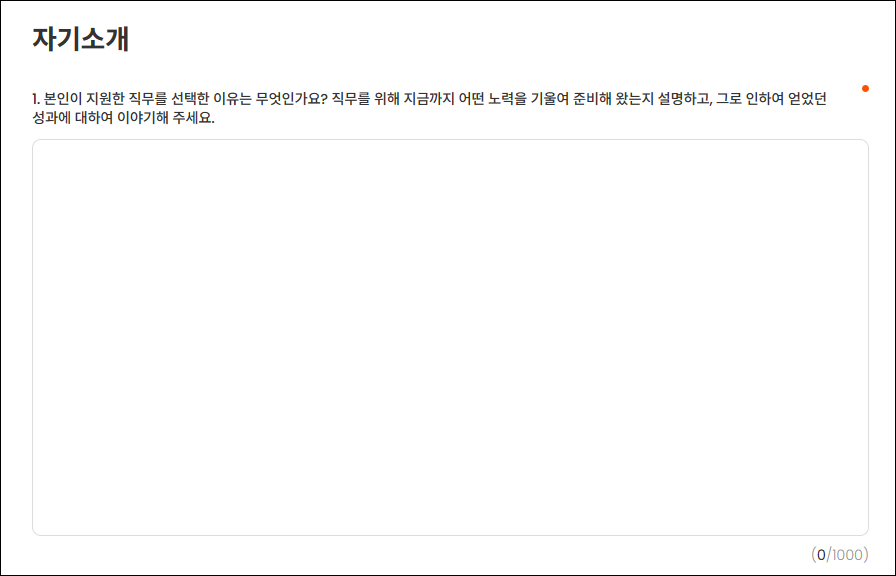 자기소개
1. 본인이 지원한 직무를 선택한 이유는 무엇인가요? 직무를 위해 지금까지 어떤 노력을 기울여 준비해 왔는지 설명하고, 그로 인하여 얻었던
성과에 대하여 이야기해 주세요.
(0/1000)